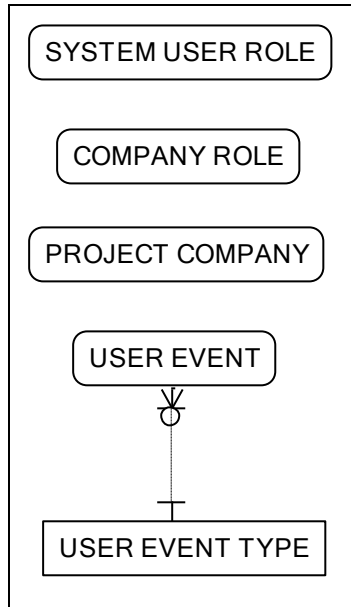 SYSTEM USER ROLE
COMPANY ROLE
PROJECT COMPANY
USER EVENT
USER EVENT TYPE